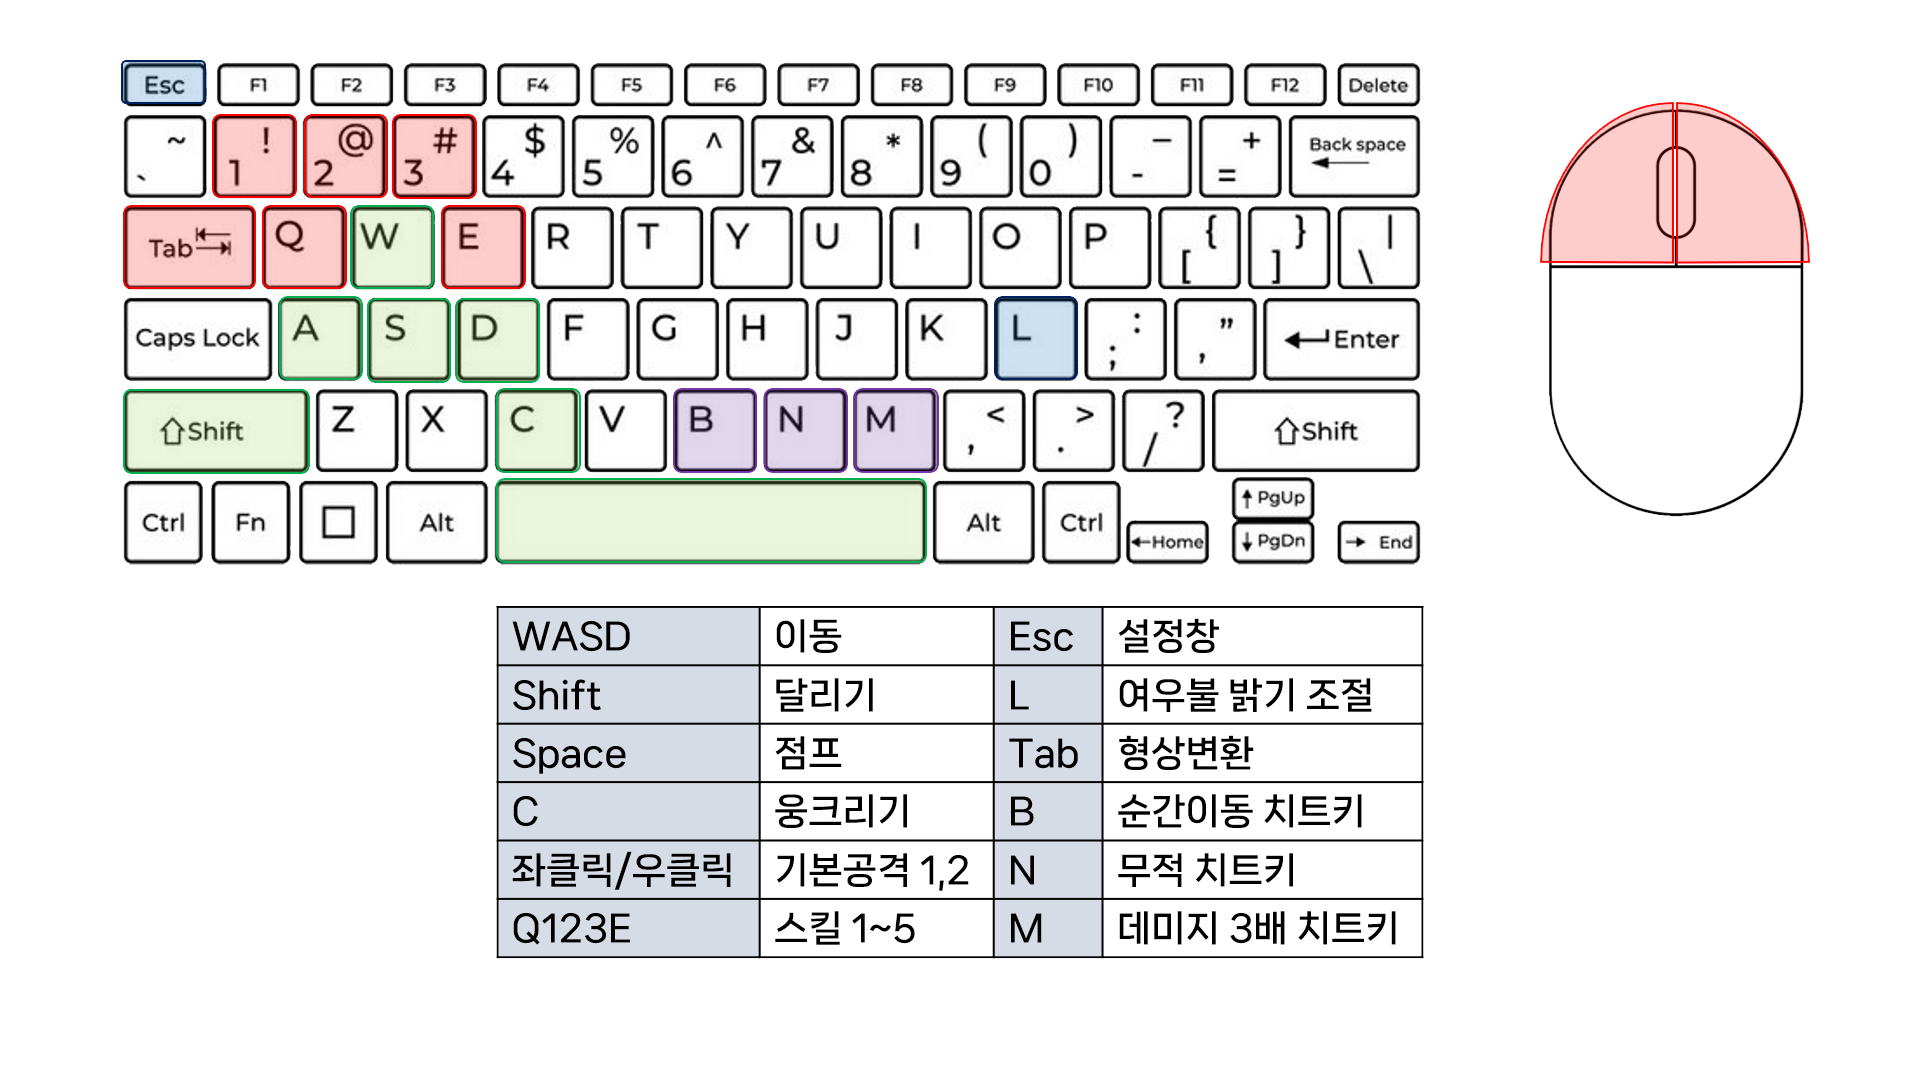 Esc F1 F2 F3 F4 F5 F6 F7 F8 F9 F10 F11 F12 Delete
~ ! @ # $ % ^ & * ( ) – + Back space
` 1 2 3 4 5 6 7 8 9 0 - =
Tab Q W E R T Y U I O P { } |
[ ] \
Caps Lock A S D F G H J K L : " Enter
; ,
Shift Z X C V B N M < > ? Shift
, . /
Ctrl Fn Alt Alt Ctrl Home PgUp PgDn End
WASD 이동 Esc 설정창
Shift 달리기 L 여우불 밝기 조절
Space 점프 Tab 형상변환
C 웅크리기 B 순간이동 치트키
좌클릭/우클릭 기본공격 1,2 N 무적 치트키
Q123E 스킬 1~5 M 데미지 3배 치트키